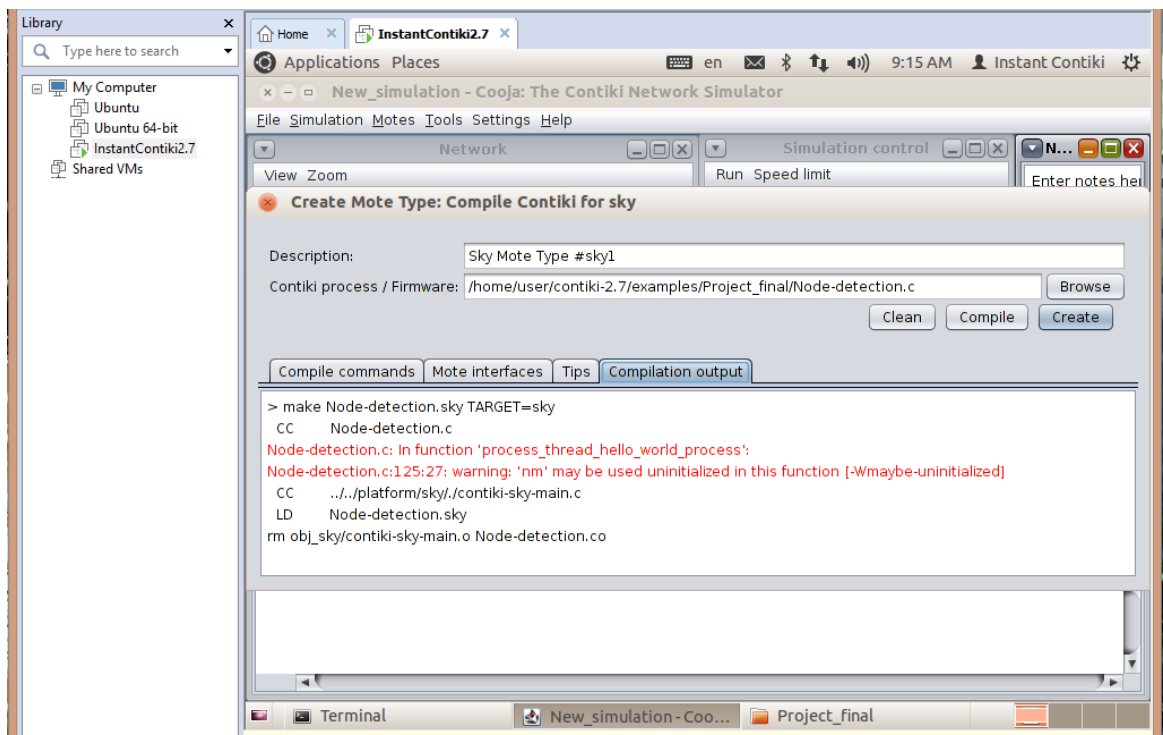 Library
Type here to search
My Computer
Ubuntu
Ubuntu 64-bit
InstantContiki2.7
Shared VMs
Home InstantContiki2.7
Applications Places en 9:15 AM Instant Contiki
New_simulation - Cooja: The Contiki Network Simulator
File Simulation Motes Tools Settings Help
Network Simulation control N...
View Zoom Run Speed limit Enter notes her
Create Mote Type: Compile Contiki for sky
Description: Sky Mote Type #sky1
Contiki process / Firmware: /home/user/contiki-2.7/examples/Project_final/Node-detection.c Browse
Clean Compile Create
Compile commands Mote interfaces Tips Compilation output
> make Node-detection.sky TARGET=sky
CC Node-detection.c
Node-detection.c: In function 'process_thread_hello_world_process':
Node-detection.c:125:27: warning: 'nm' may be used uninitialized in this function [-Wmaybe-uninitialized]
CC ../../platform/sky/./contiki-sky-main.c
LD Node-detection.sky
rm obj_sky/contiki-sky-main.o Node-detection.co
Terminal New_simulation - Coo... Project_final